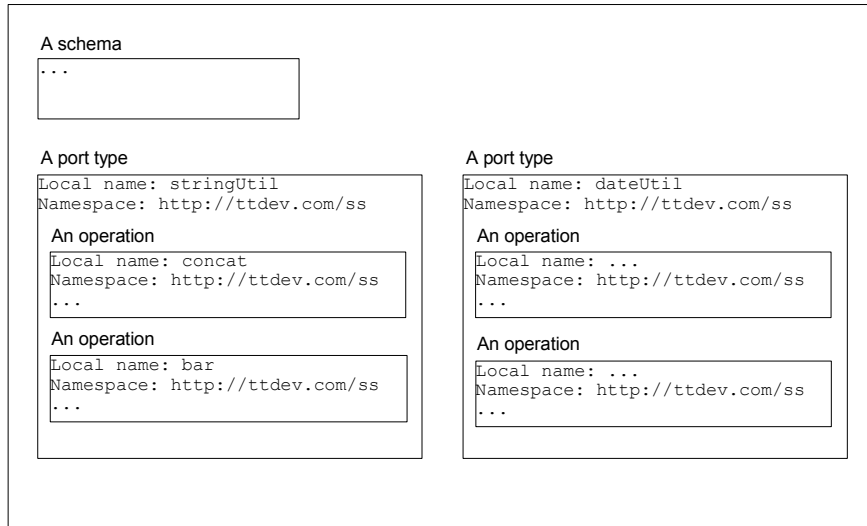 A schema
...
A port type
Local name: stringUtil
Namespace: http://ttdev.com/ss
An operation
Local name: concat
Namespace: http://ttdev.com/ss
...
An operation
Local name: bar
Namespace: http://ttdev.com/ss
...
A port type
Local name: dateUtil
Namespace: http://ttdev.com/ss
An operation
Local name: ...
Namespace: http://ttdev.com/ss
...
An operation
Local name: ...
Namespace: http://ttdev.com/ss
...